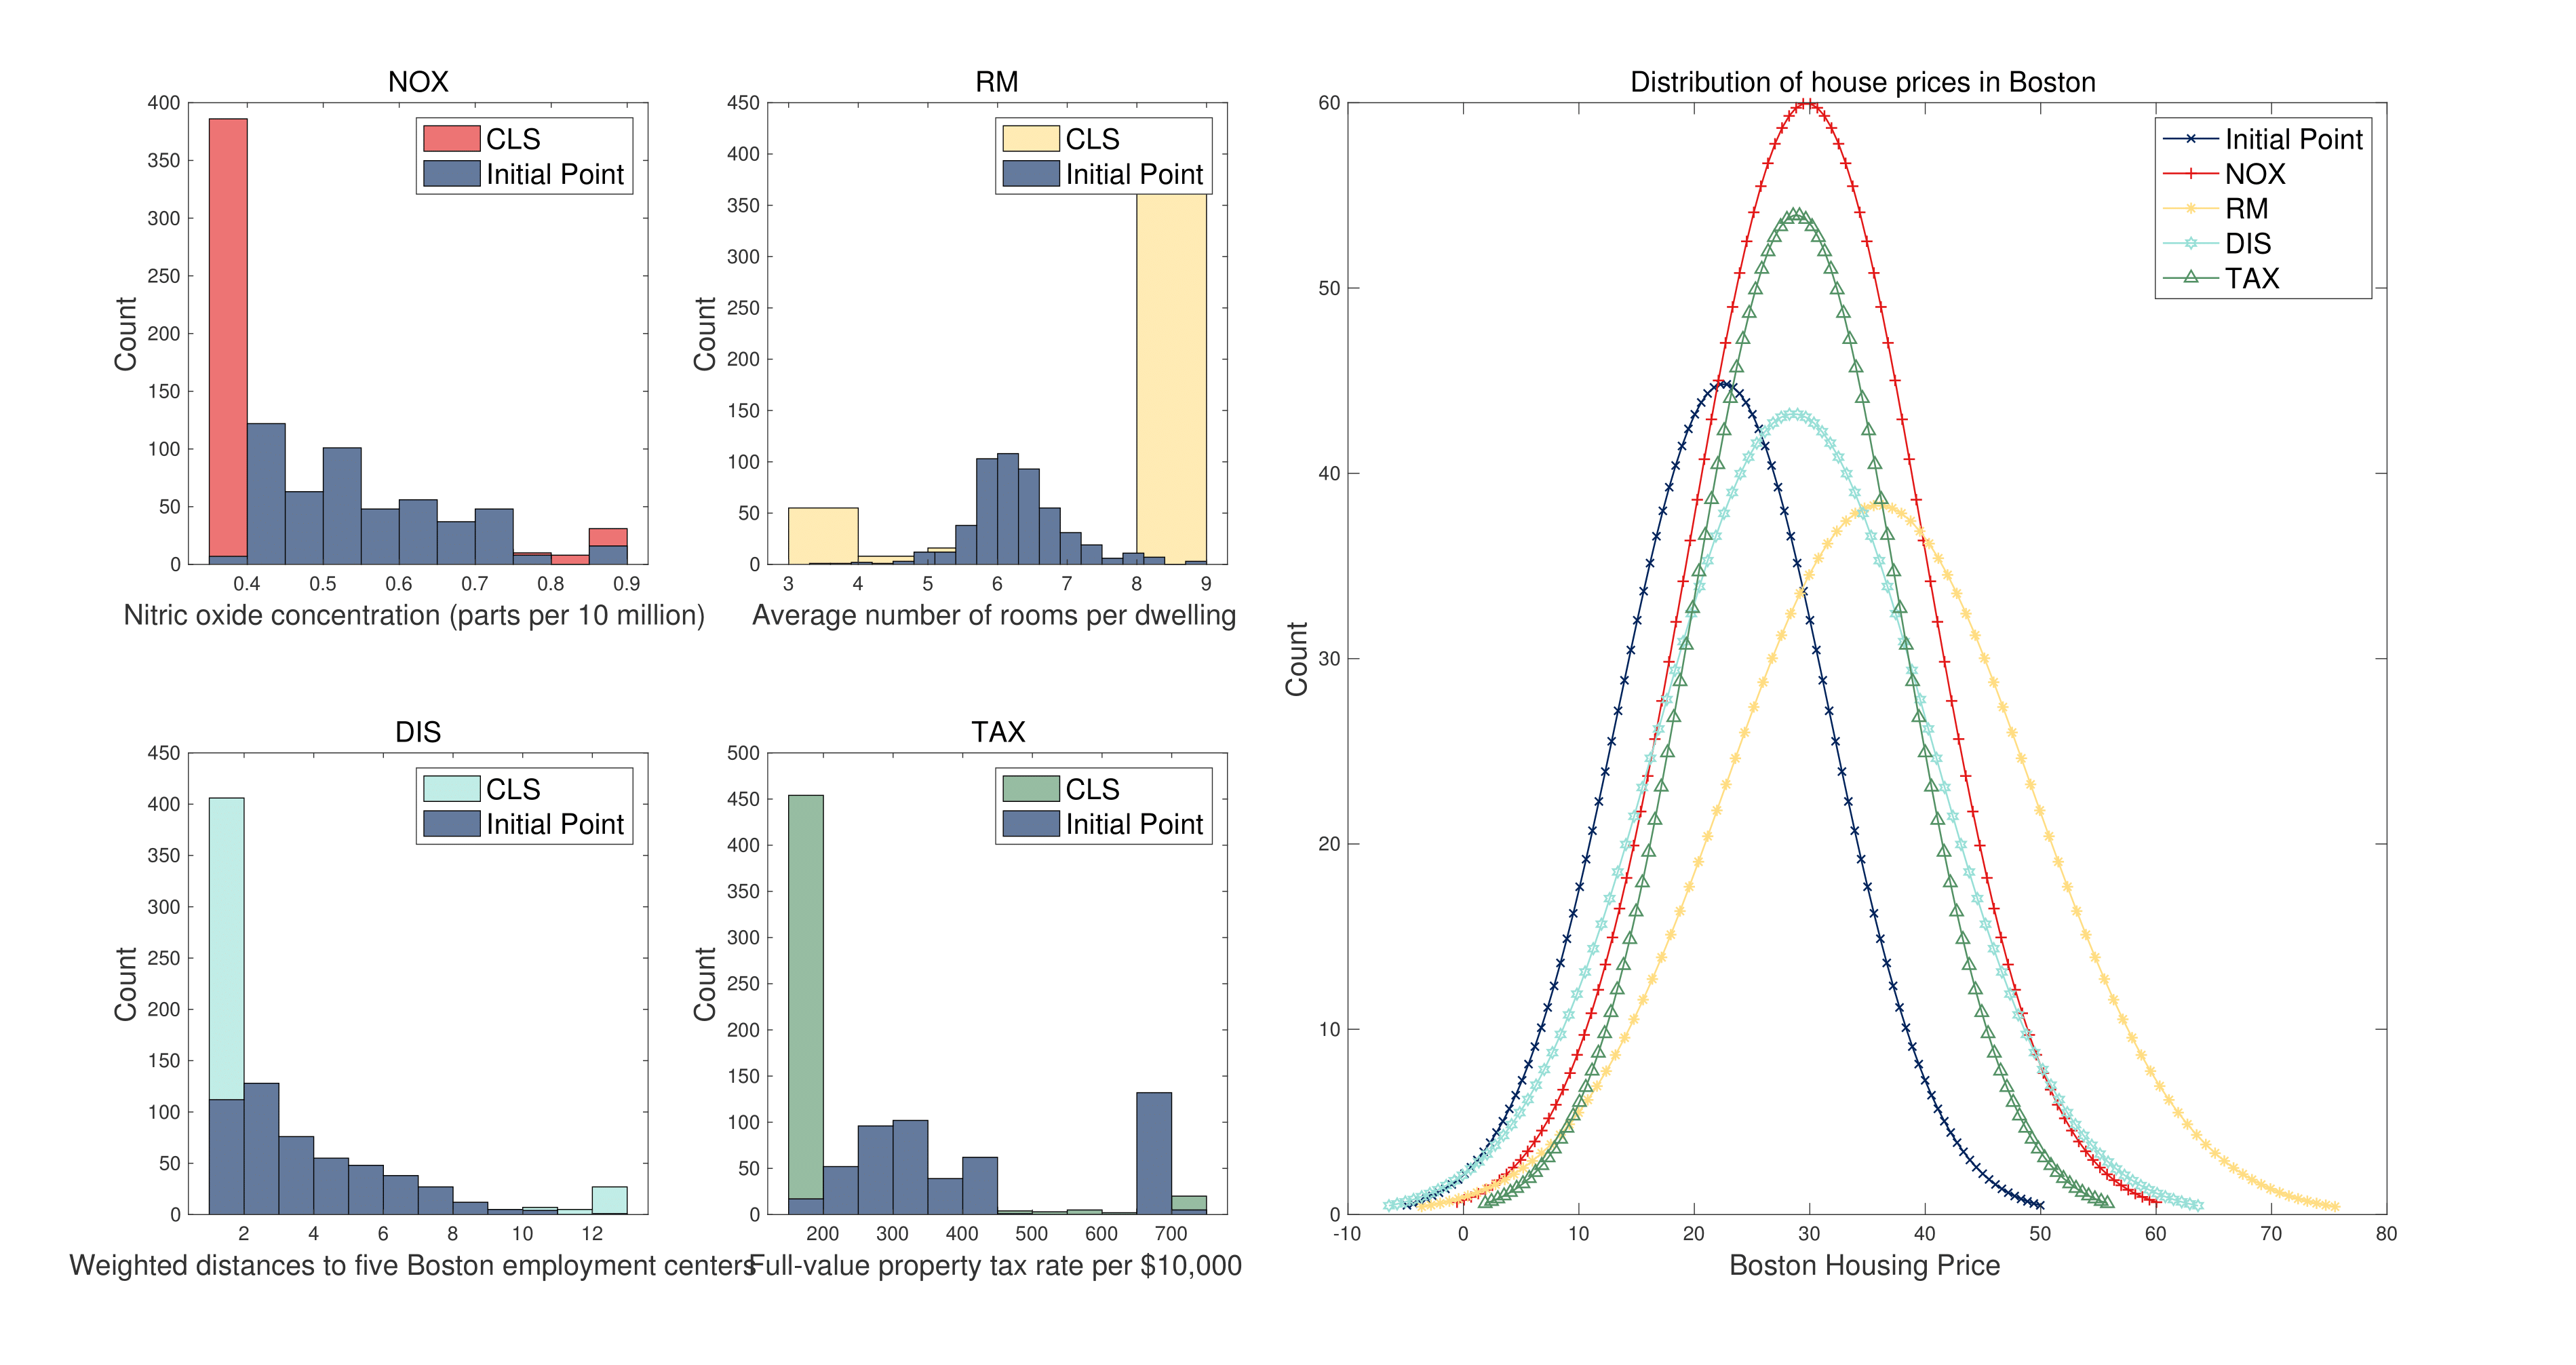 NOX
400
350
300
250
200
150
100
50
0
0.4 0.5 0.6 0.7 0.8 0.9
Count
Nitric oxide concentration (parts per 10 million)
CLS
Initial Point
RM
450
400
350
300
250
200
150
100
50
0
3 4 5 6 7 8 9
Count
Average number of rooms per dwelling
CLS
Initial Point
DIS
450
400
350
300
250
200
150
100
50
0
2 4 6 8 10 12
Count
Weighted distances to five Boston employment centers
CLS
Initial Point
TAX
500
450
400
350
300
250
200
150
100
50
0
200 300 400 500 600 700
Count
Full-value property tax rate per $10,000
CLS
Initial Point
Distribution of house prices in Boston
60
50
40
30
20
10
0
-10 0 10 20 30 40 50 60 70 80
Count
Boston Housing Price
Initial Point
NOX
RM
DIS
TAX